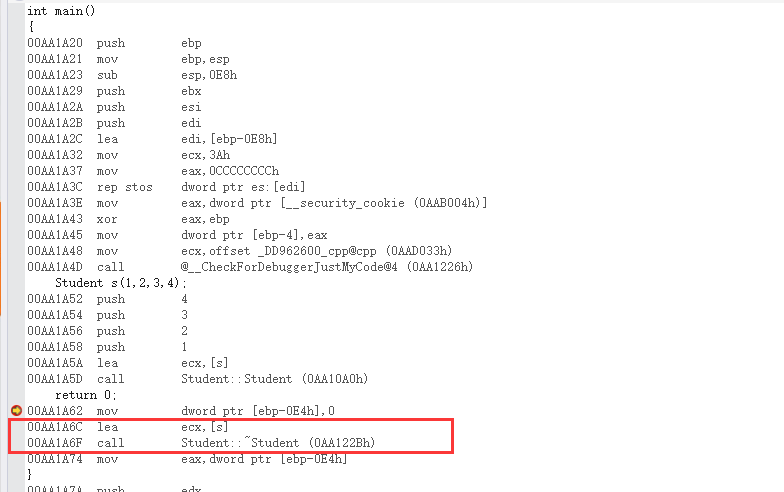 int main()
{
00AA1A20 push ebp
00AA1A21 mov ebp,esp
00AA1A23 sub esp,0E8h
00AA1A29 push ebx
00AA1A2A push esi
00AA1A2B push edi
00AA1A2C lea edi,[ebp-0E8h]
00AA1A32 mov ecx,3Ah
00AA1A37 mov eax,0CCCCCCCCh
00AA1A3C rep stos dword ptr es:[edi]
00AA1A3E mov eax,dword ptr [__security_cookie (0AAB004h)]
00AA1A43 xor eax,ebp
00AA1A45 mov dword ptr [ebp-4],eax
00AA1A48 mov ecx,offset _DD962600_cpp@cpp (0AAD033h)
00AA1A4D call @__CheckForDebuggerJustMyCode@4 (0AA1226h)
Student s(1,2,3,4);
00AA1A52 push 4
00AA1A54 push 3
00AA1A56 push 2
00AA1A58 push 1
00AA1A5A lea ecx,[s]
00AA1A5D call Student::Student (0AA10A0h)
return 0;
00AA1A62 mov dword ptr [ebp-0E4h],0
00AA1A6C lea ecx,[s]
00AA1A6F call Student::~Student (0AA122Bh)
00AA1A74 mov eax,dword ptr [ebp-0E4h]
}
00AA1A7A push edx